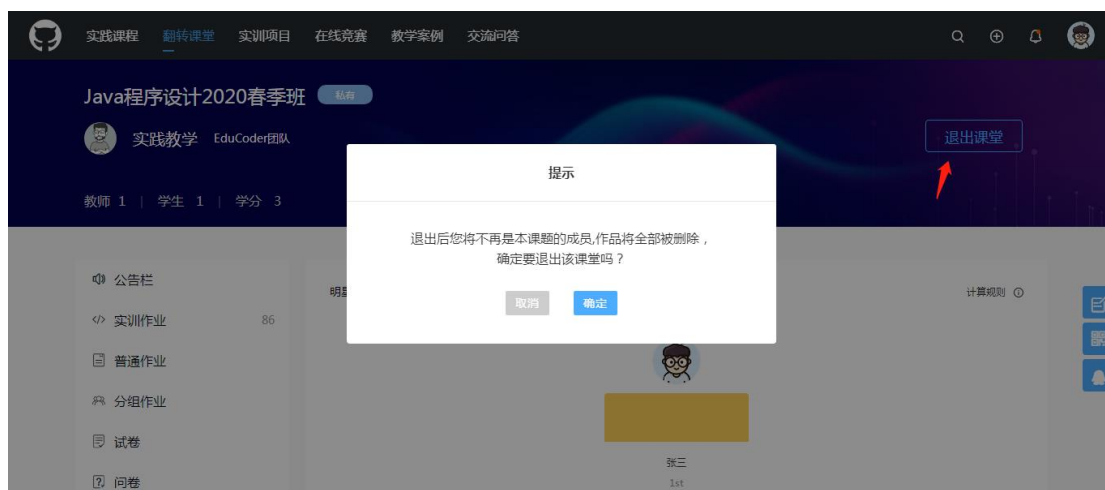 实践课程 翻转课堂 实训项目 在线竞赛 教学案例 交流问答
Java程序设计2020春季班 私有
实践教学 EduCoder团队
退出课堂
教师 1 | 学生 1 | 学分 3
提示
退出后您将不再是本课题的成员,作品将全部被删除，
确定要退出该课堂吗？
取消 确定
公告栏
明星
计算规则
实训作业 86
普通作业
分组作业
试卷
问卷
张三
1st